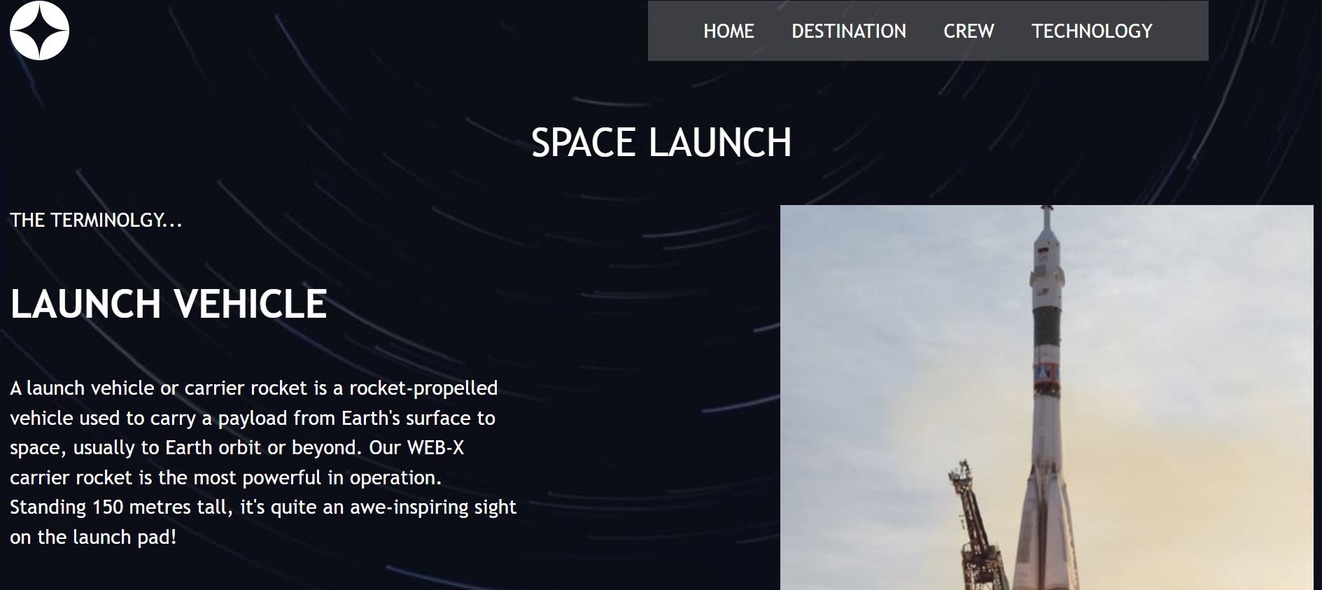 HOME DESTINATION CREW TECHNOLOGY
SPACE LAUNCH
THE TERMINOLGY...
LAUNCH VEHICLE
A launch vehicle or carrier rocket is a rocket-propelled
vehicle used to carry a payload from Earth's surface to
space, usually to Earth orbit or beyond. Our WEB-X
carrier rocket is the most powerful in operation.
Standing 150 metres tall, it's quite an awe-inspiring sight
on the launch pad!